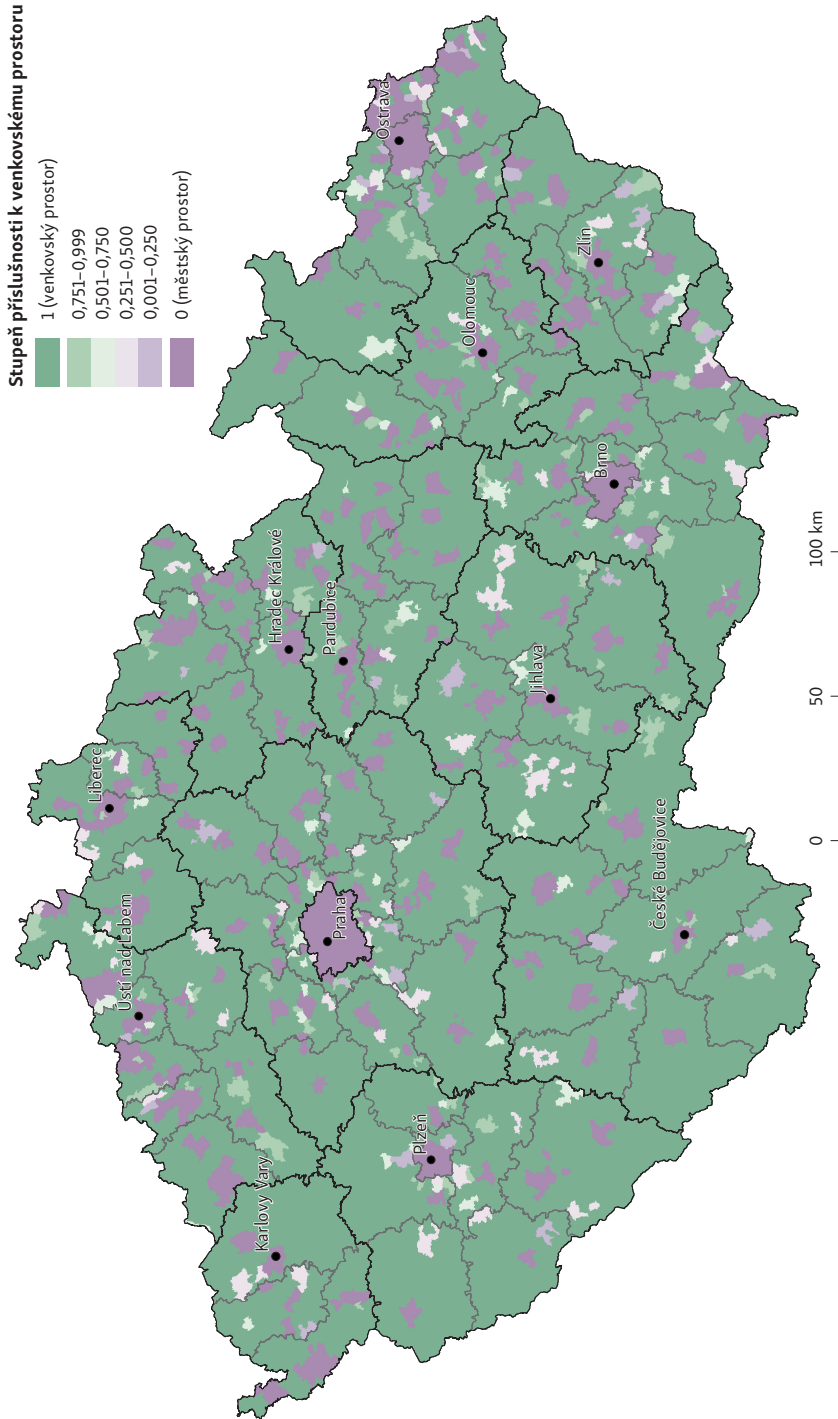 Stupeň příslušnosti k venkovskému prostoru
1 (venkovský prostor)
0,751–0,999
0,501–0,750
0,251–0,500
0,001–0,250
0 (městský prostor)
Liberec
Ústí nad Labem
Karlovy Vary
Praha
Hradec Králové
Pardubice
Plzeň
Ostrava
Olomouc
Jihlava
Zlín
Brno
České Budějovice
0 50 100 km